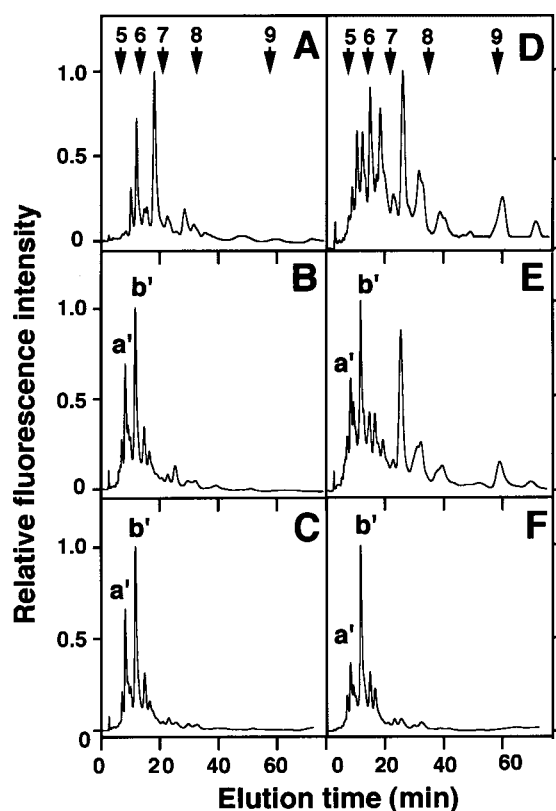 5 6 7 8 9 A
5 6 7 8 9 D
1.0
0.5
0
B
b'
a'
E
b'
a'
1.0
0.5
0
C
b'
a'
F
b'
a'
1.0
0.5
0
0 20 40 60 0 20 40 60
Relative fluorescence intensity
Elution time (min)